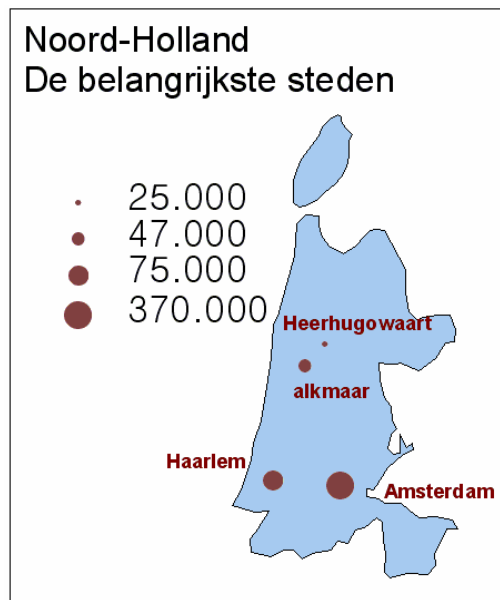 Noord-Holland
De belangrijkste steden
25.000
47.000
75.000
370.000
Heerhugowaart
alkmaar
Haarlem
Amsterdam